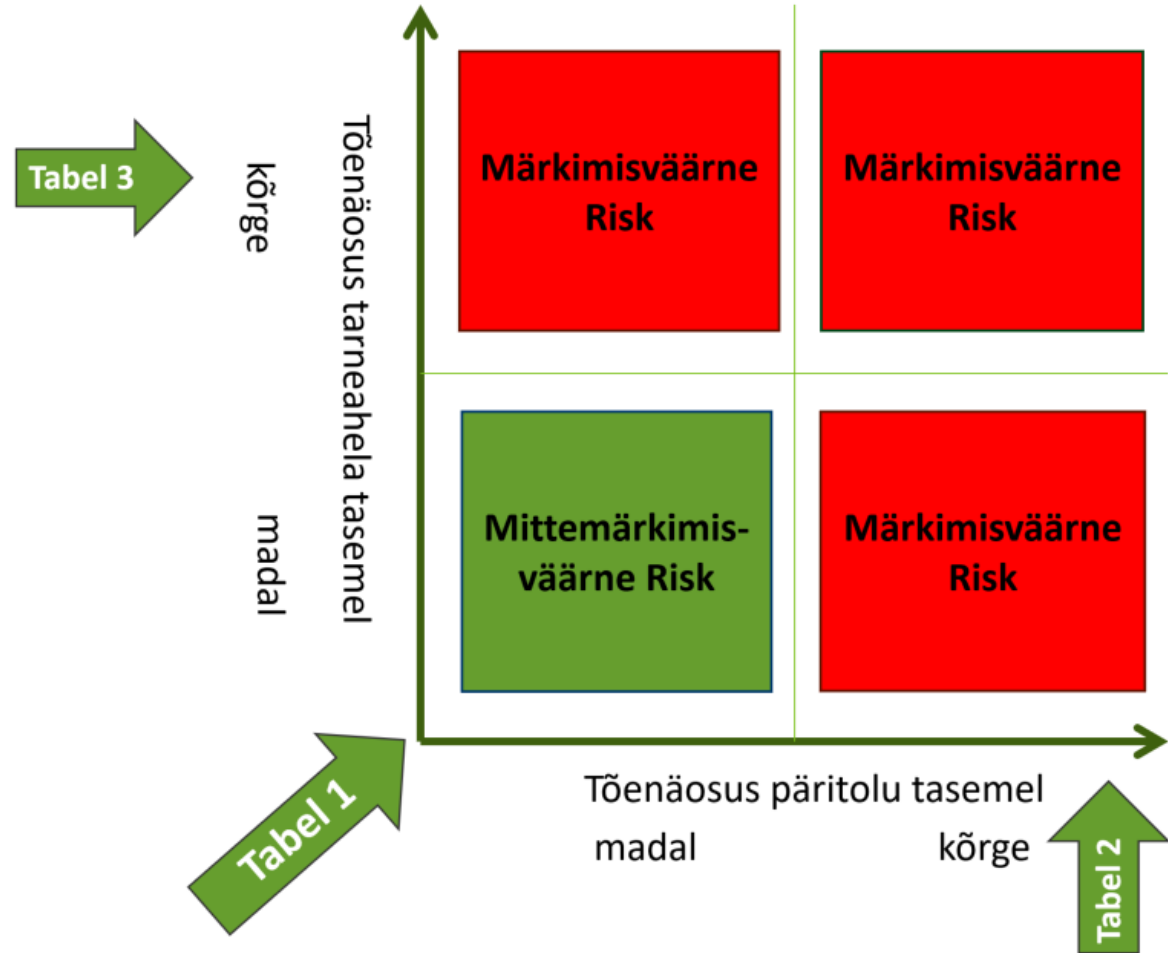 Tabel 3
kõrge
madal
Tõenäosus tarneahela tasemel
Märkimisväärne
Risk
Märkimisväärne
Risk
Mittemärkimis-
väärne Risk
Märkimisväärne
Risk
Tabel 1
Tõenäosus päritolu tasemel
madal
kõrge
Tabel 2